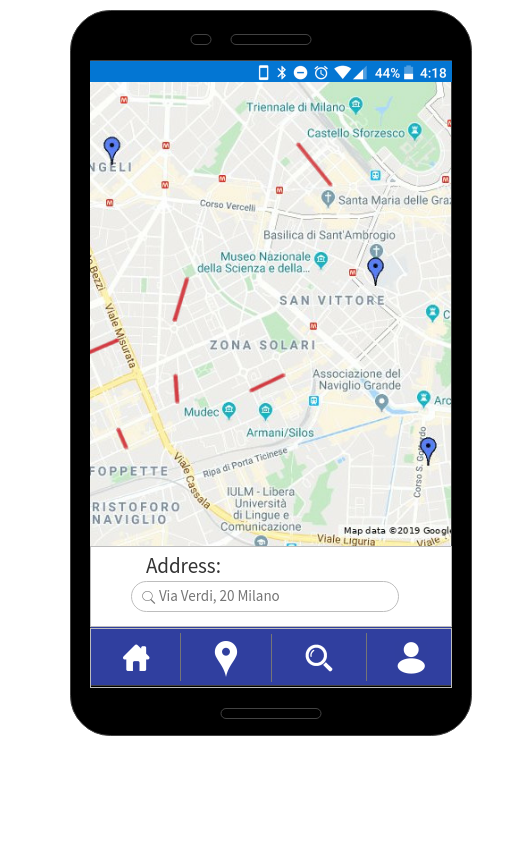 44% 4:18
Triennale di Milano
Castello Sforzesco
NGELI
Santa Maria delle Graz
Corso Vercelli
Basilica di Sant'Ambrogio
Museo Nazionale
della Scienza e della...
SAN VITTORE
Bezzi
Viale Misurata
C
ZONA SOLARI
Associazione del
Naviglio Grande
Arc
Mudec
Armani/Silos
Corso S. G
Ripa di Porta Ticinese
FOPPETTE
Viale Cassala
IULM - Libera
Università
di Lingue e
Comunicazione
RISTOFORO
NAVIGLIO
Map data ©2019 Google
Viale Liguria
Viale
Address:
Via Verdi, 20 Milano